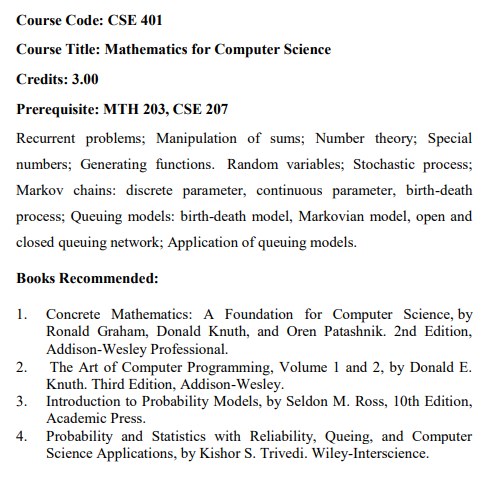 Course Code: CSE 401
Course Title: Mathematics for Computer Science
Credits: 3.00
Prerequisite: MTH 203, CSE 207
Recurrent problems; Manipulation of sums; Number theory; Special
numbers; Generating functions. Random variables; Stochastic process;
Markov chains: discrete parameter, continuous parameter, birth-death
process; Queuing models: birth-death model, Markovian model, open and
closed queuing network; Application of queuing models.
Books Recommended:
1. Concrete Mathematics: A Foundation for Computer Science, by
Ronald Graham, Donald Knuth, and Oren Patashnik. 2nd Edition,
Addison-Wesley Professional.
2. The Art of Computer Programming, Volume 1 and 2, by Donald E.
Knuth. Third Edition, Addison-Wesley.
3. Introduction to Probability Models, by Seldon M. Ross, 10th Edition,
Academic Press.
4. Probability and Statistics with Reliability, Queing, and Computer
Science Applications, by Kishor S. Trivedi. Wiley-Interscience.